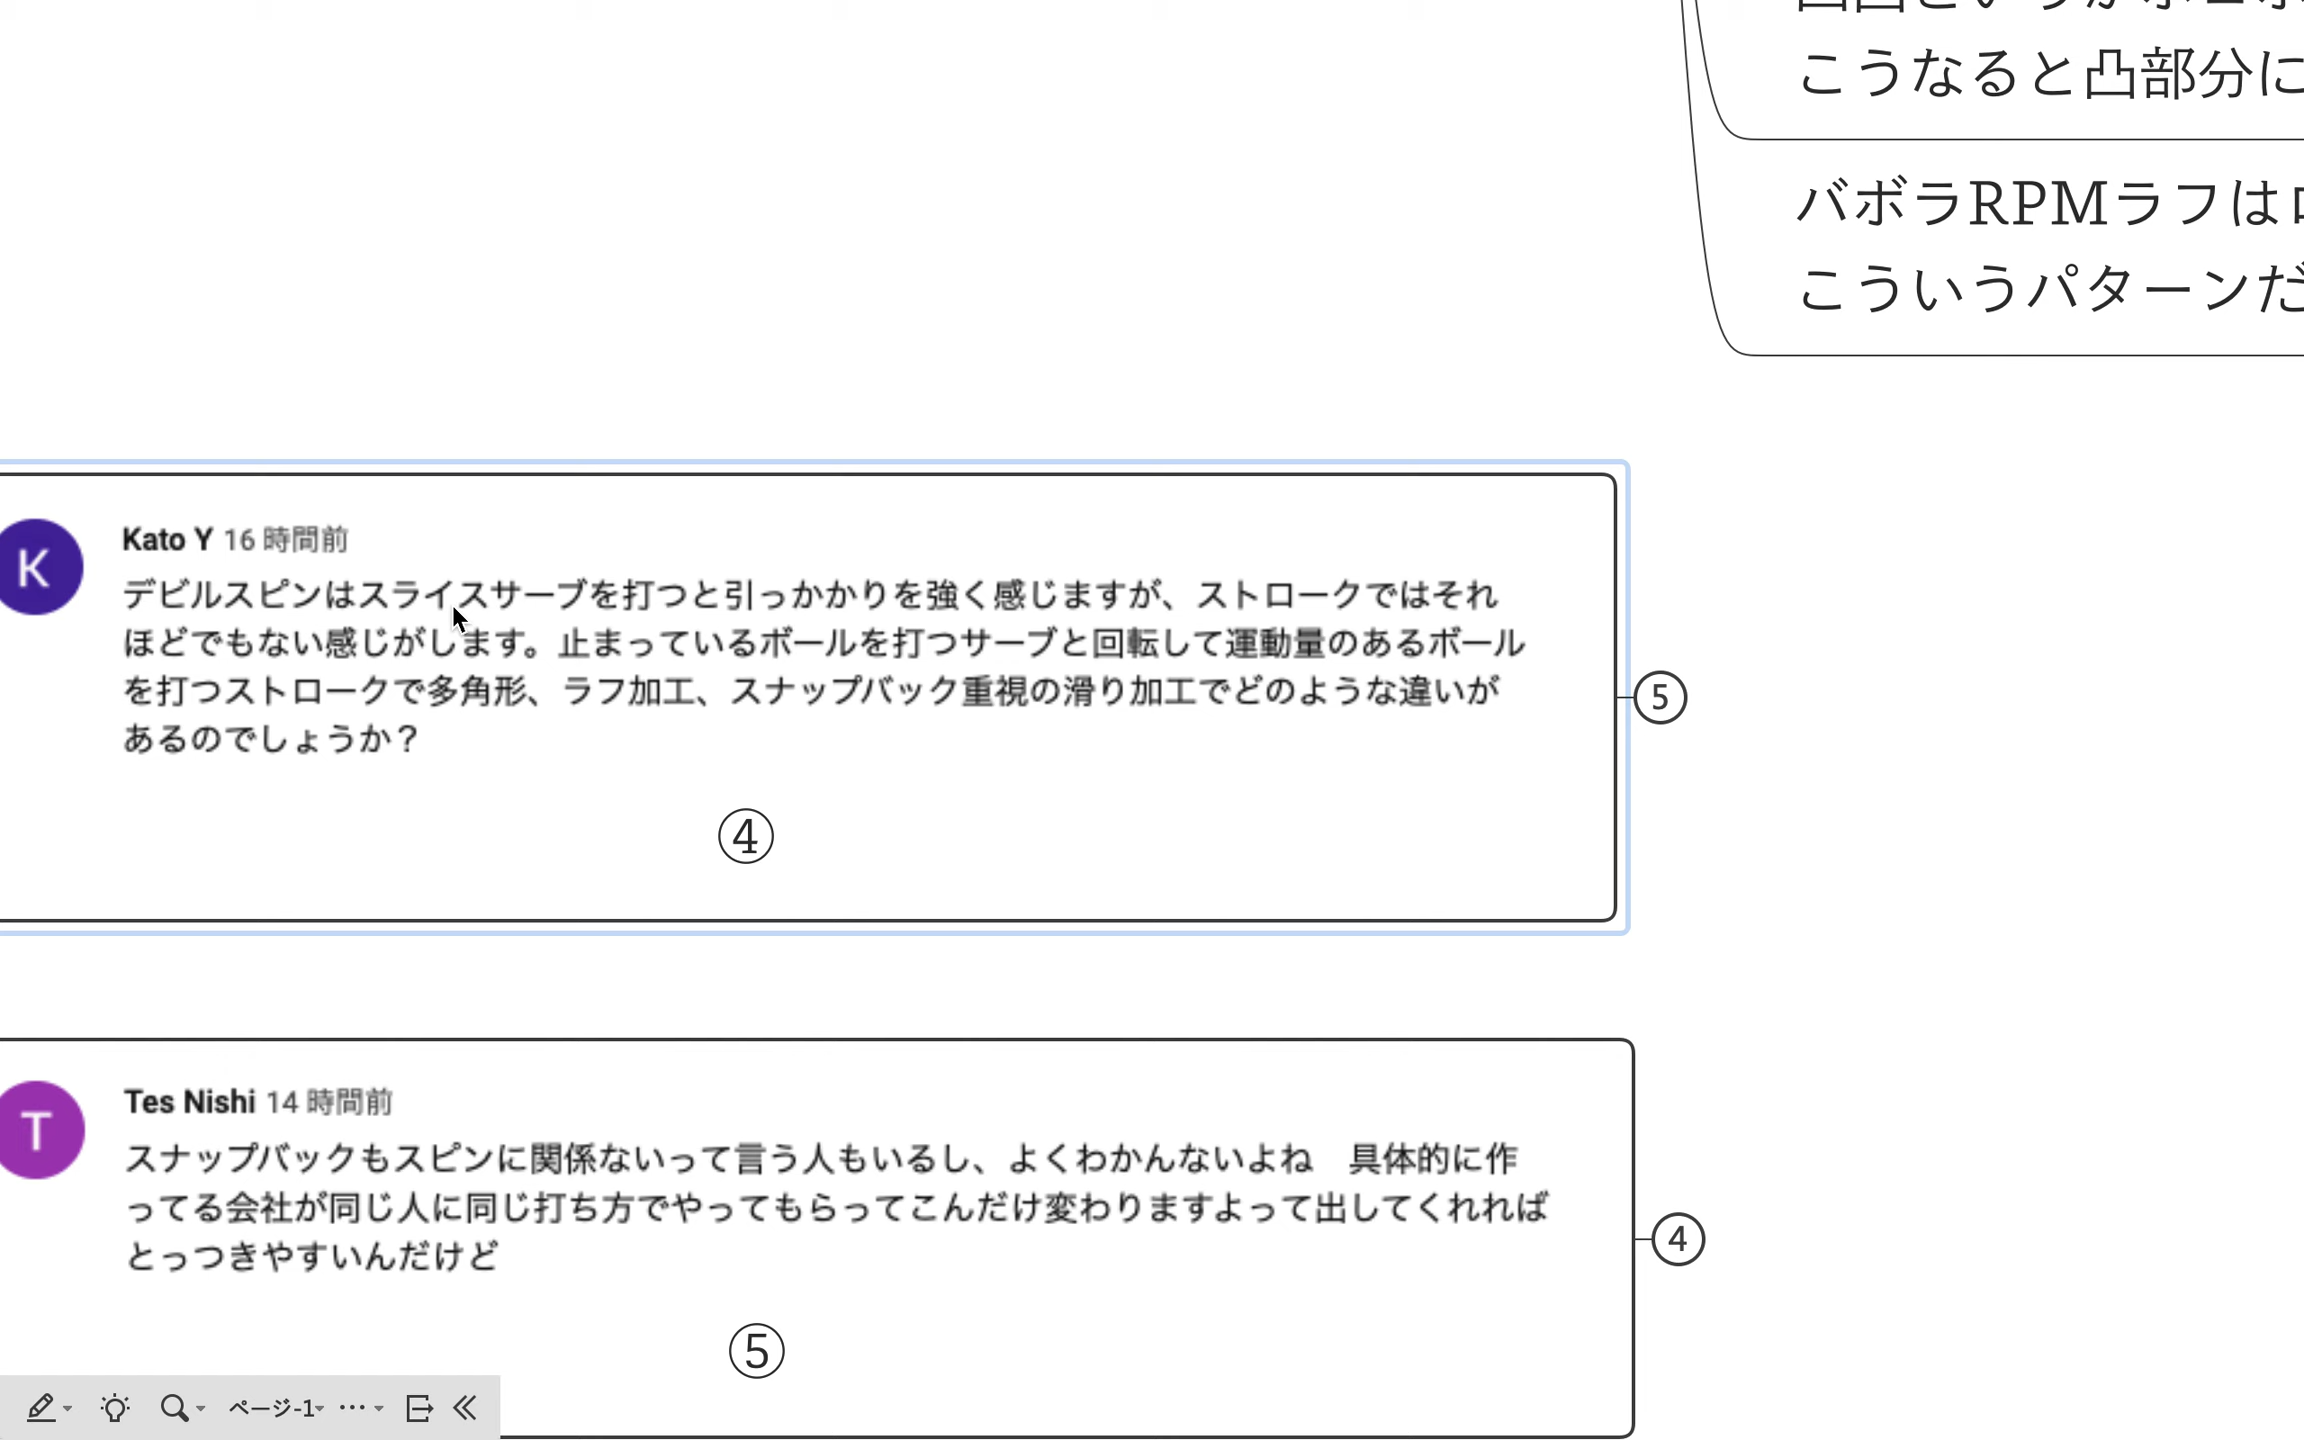 こうなると凸部分に
バボラRPMラフは
こういうパターンだ
K
Kato Y 16 時間前
デビルスピンはスライスサーブを打つと引っかかりを強く感じますが、ストロークではそれ
ほどでもない感じがします。止まっているボールを打つサーブと回転して運動量のあるボール
を打つストロークで多角形、ラフ加工、スナップバック重視の滑り加工でどのような違いが
あるのでしょうか？
⑤
④
T
Tes Nishi 14 時間前
スナップバックもスピンに関係ないって言う人もいるし、よくわかんないよね　具体的に作
ってる会社が同じ人に同じ打ち方でやってもらってこんだけ変わりますよって出してくれれば
とっつきやすいんだけど
④
⑤
ページ-1